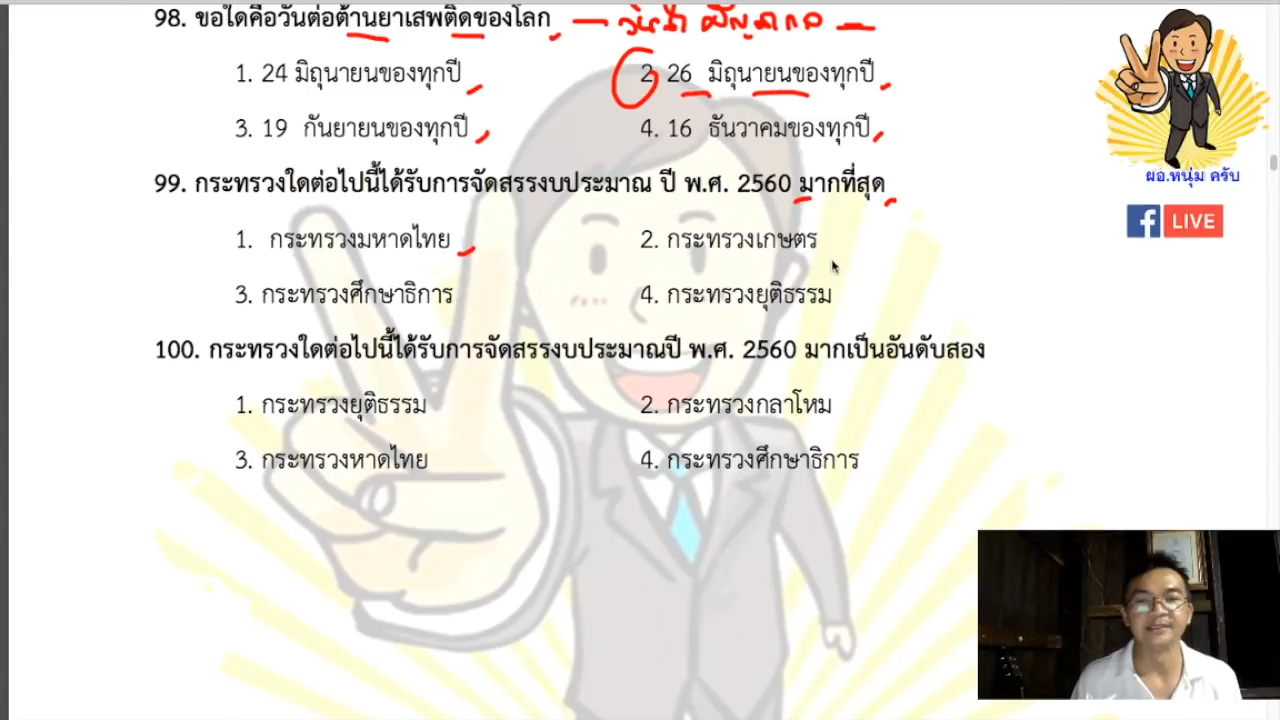 98. ขอใดคือวันต่อต้านยาเสพติดของโลก
1. 24 มิถุนายนของทุกปี 2. 26 มิถุนายนของทุกปี
3. 19 กันยายนของทุกปี 4. 16 ธันวาคมของทุกปี
99. กระทรวงใดต่อไปนี้ได้รับการจัดสรรงบประมาณ ปี พ.ศ. 2560 มากที่สุด
1. กระทรวงมหาดไทย 2. กระทรวงเกษตร
3. กระทรวงศึกษาธิการ 4. กระทรวงยุติธรรม
100. กระทรวงใดต่อไปนี้ได้รับการจัดสรรงบประมาณปี พ.ศ. 2560 มากเป็นอันดับสอง
1. กระทรวงยุติธรรม 2. กระทรวงกลาโหม
3. กระทรวงหาดไทย 4. กระทรวงศึกษาธิการ
ผอ.หนุ่ม ครับ
f LIVE